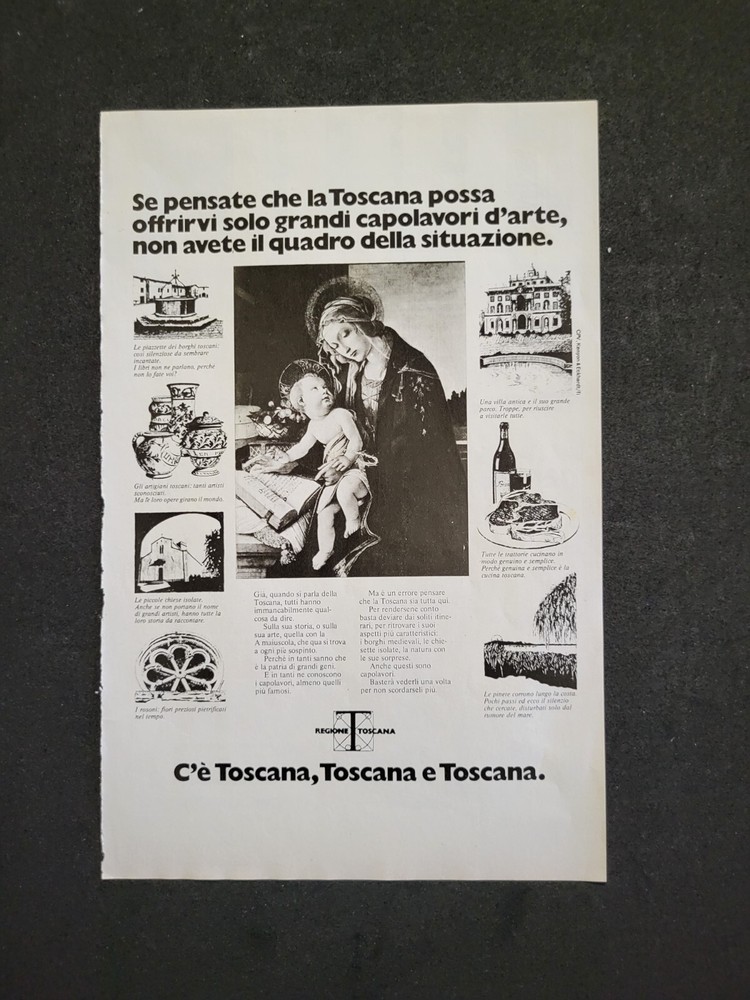 Se pensate che la Toscana possa
offrirvi solo grandi capolavori d'arte,
non avete il quadro della situazione.
Le piazzette dei borghi toscani:
così silenziose da sembrare
incantate.
I libri non ne parlano, perché
non lo fate voi?
Gli artigiani toscani: tanti artisti
sconosciuti.
Ma le loro opere girano il mondo.
Le piccole chiese isolate.
Anche se non portano il nome
di grandi artisti, hanno tutte la
loro storia da raccontare.
I rosoni: fiori preziosi pietrificati
nel tempo.
Già, quando si parla della
Toscana, tutti hanno
immancabilmente qual-
cosa da dire.
Sulla sua storia, o sulla
sua arte, quella con la
A maiuscola, che qua si trova
a ogni piè sospinto.
Perché in tanti sanno che
è la patria di grandi geni.
E in tanti ne conoscono
i capolavori, almeno quelli
più famosi.
Ma è un errore pensare
che la Toscana sia tutta qui.
Per rendersene conto
basta deviare dai soliti itine-
rari, per ritrovare i suoi
aspetti più caratteristici:
i borghi medievali, le chie-
sette isolate, la natura con
le sue sorprese.
Anche questi sono
capolavori.
Basterà vederli una volta
per non scordarseli più.
CPV Kenyon & Eckhardt
Una villa antica e il suo grande
parco. Troppe, per riuscire
a visitarle tutte.
Tutte le trattorie cucinano in
modo genuino e semplice.
Perché genuina e semplice è la
cucina toscana.
Le pinete corrono lungo la costa.
Pochi passi ed ecco il silenzio
che cercate, disturbati solo dal
rumore del mare.
REGIONE TOSCANA
C'è Toscana, Toscana e Toscana.